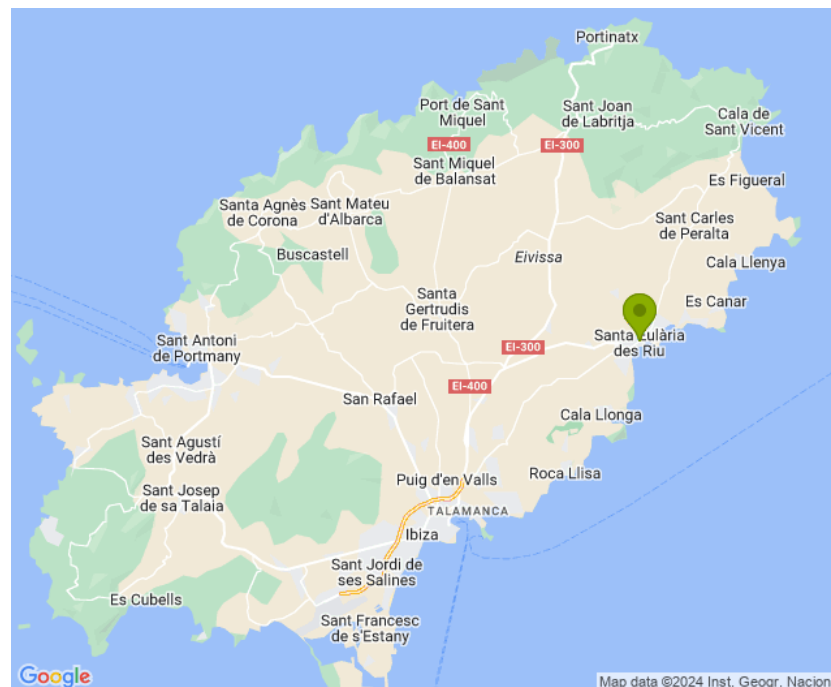 Portinatx
Port de Sant
Miquel
Sant Joan
de Labritja
Cala de
Sant Vicent
EI-400
EI-300
Sant Miquel
de Balansat
Es Figueral
Santa Agnès
de Corona
Sant Mateu
d'Albarca
Sant Carles
de Peralta
Buscastell
Eivissa
Cala Llenya
Santa
Gertrudis
de Fruitera
Es Canar
Sant Antoni
de Portmany
Santa Eulària
des Riu
EI-300
EI-400
San Rafael
Cala Llonga
Sant Agustí
des Vedrà
Puig d'en Valls
Roca Llisa
Sant Josep
de sa Talaia
TALAMANCA
Ibiza
Sant Jordi de
ses Salines
Es Cubells
Sant Francesc
de s'Estany
Google
Map data ©2024 Inst. Geogr. Nacion